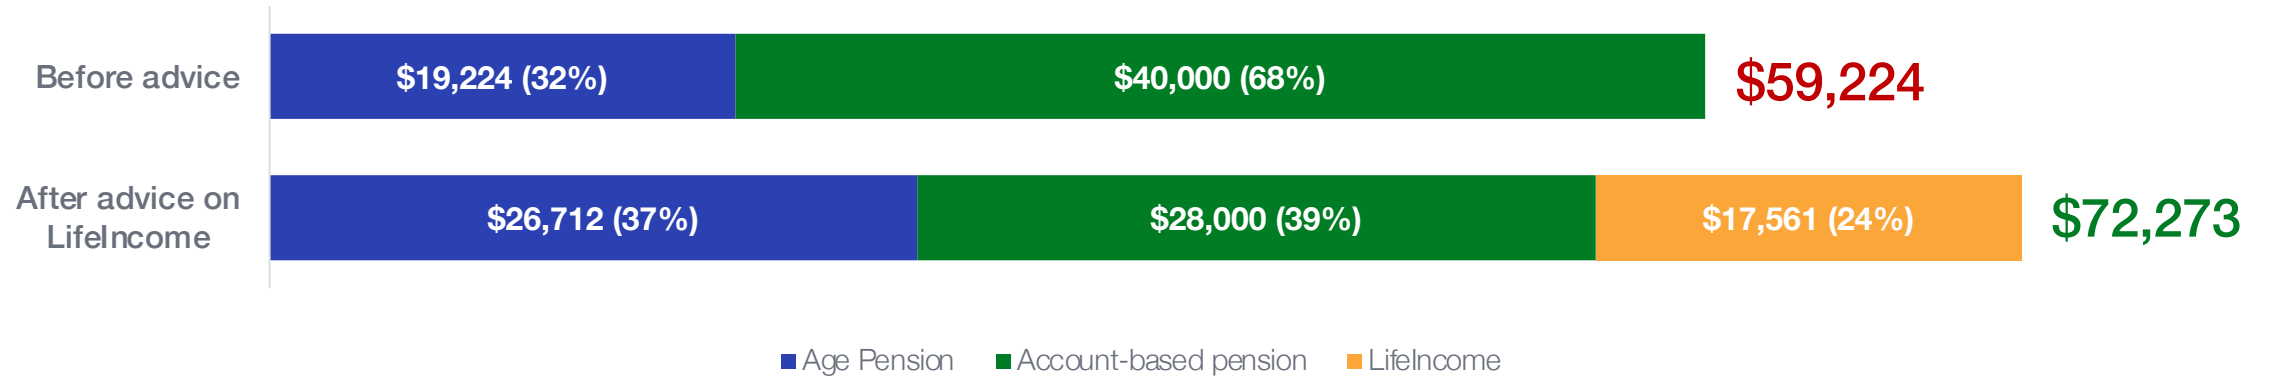 Before advice
$19,224 (32%)
$40,000 (68%)
$59,224
After advice on
LifeIncome
$26,712 (37%)
$28,000 (39%)
$17,561 (24%)
$72,273
Age Pension
Account-based pension
LifeIncome